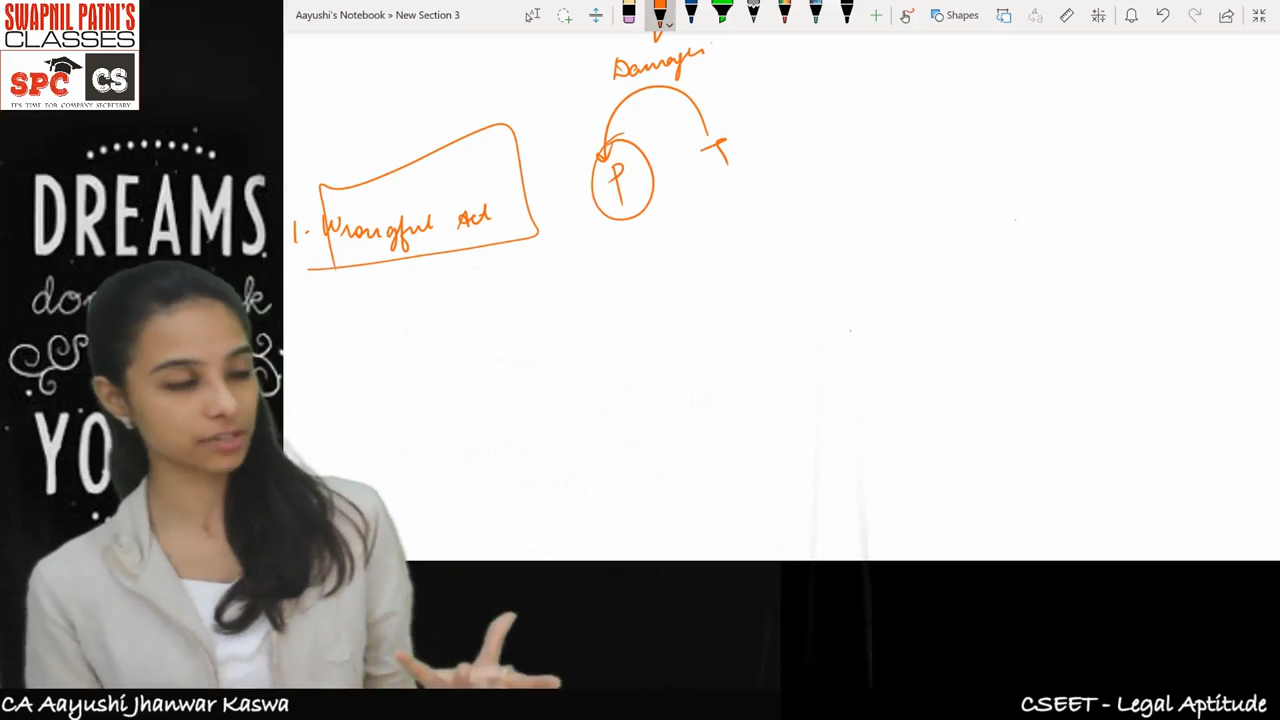 SWAPNIL PATNI'S
CLASSES
SPC CS
IT'S TIME FOR COMPANY SECRETARY
Aayushi's Notebook » New Section 3
Shapes
Damages
P
T
1. Wrongful Act
DREAMS
YO
CA Aayushi Jhanwar Kaswa
CSEET - Legal Aptitude